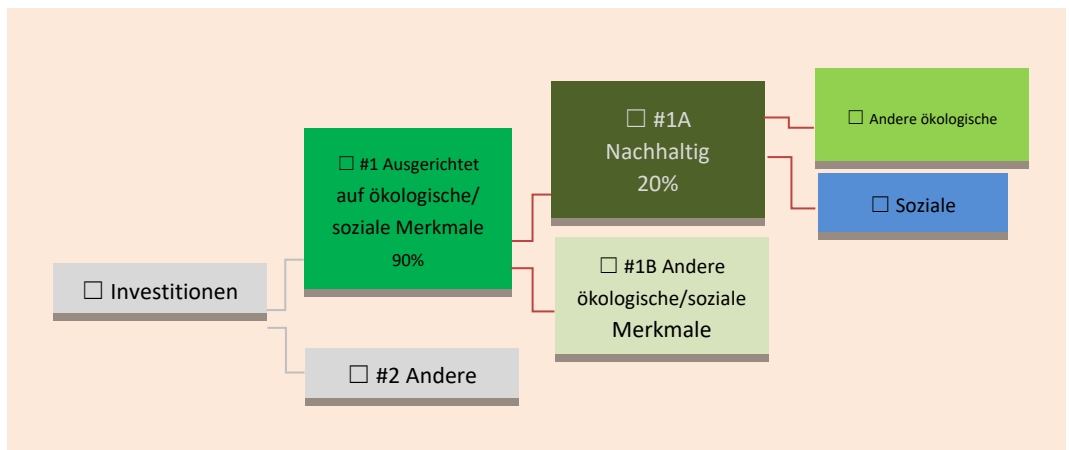 ☐ Investitionen
☐ #1 Ausgerichtet
auf ökologische/
soziale Merkmale
90%
☐ #2 Andere
☐ #1A
Nachhaltig
20%
☐ #1B Andere
ökologische/soziale
Merkmale
☐ Andere ökologische
☐ Soziale